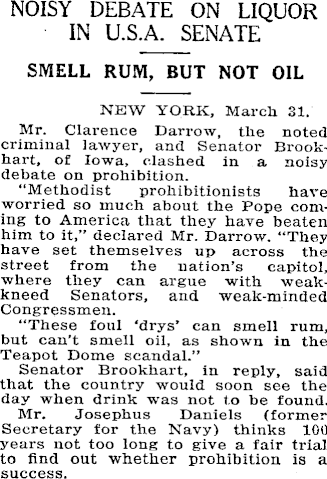 NOISY DEBATE ON LIQUOR
IN U.S.A. SENATE
SMELL RUM, BUT NOT OIL
NEW YORK, March 31.
Mr. Clarence Darrow, the noted
criminal lawyer, and Senator Brook-
hart, of Iowa, clashed in a noisy
debate on prohibition.
"Methodist prohibitionists have
worried so much about the Pope com-
ing to America that they have beaten
him to it," declared Mr. Darrow. "They
have set themselves up across the
street from the nation's capitol,
where they can argue with weak-
kneed Senators, and weak-minded
Congressmen.
"These foul 'drys' can smell rum,
but can't smell oil, as shown in the
Teapot Dome scandal."
Senator Brookhart, in reply, said
that the country would soon see the
day when drink was not to be found.
Mr. Josephus Daniels (former
Secretary for the Navy) thinks 100
years not too long to give a fair trial
to find out whether prohibition is a
success.